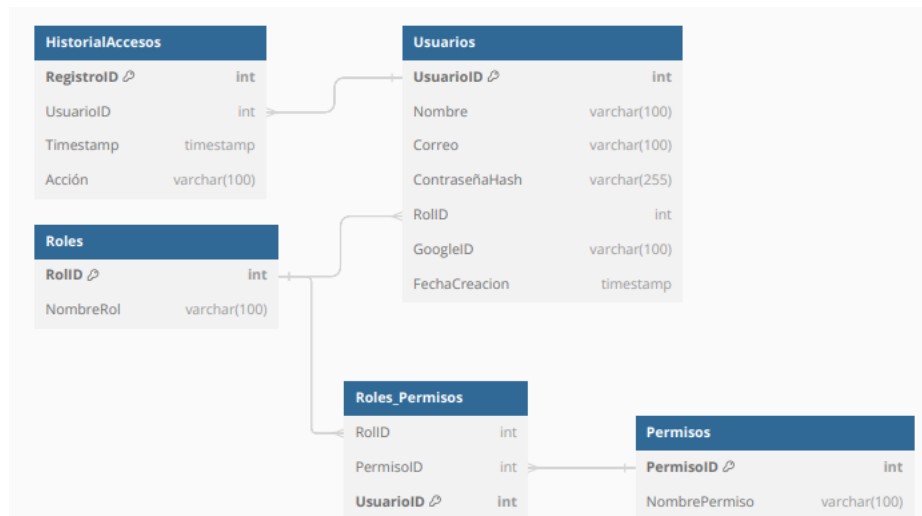 HistorialAccesos
RegistroID int
UsuarioID int
Timestamp timestamp
Acción varchar(100)
Usuarios
UsuarioID int
Nombre varchar(100)
Correo varchar(100)
ContraseñaHash varchar(255)
RolID int
GoogleID varchar(100)
FechaCreacion timestamp
Roles
RolID int
NombreRol varchar(100)
Roles_Permisos
RolID int
PermisoID int
UsuarioID int
Permisos
PermisoID int
NombrePermiso varchar(100)